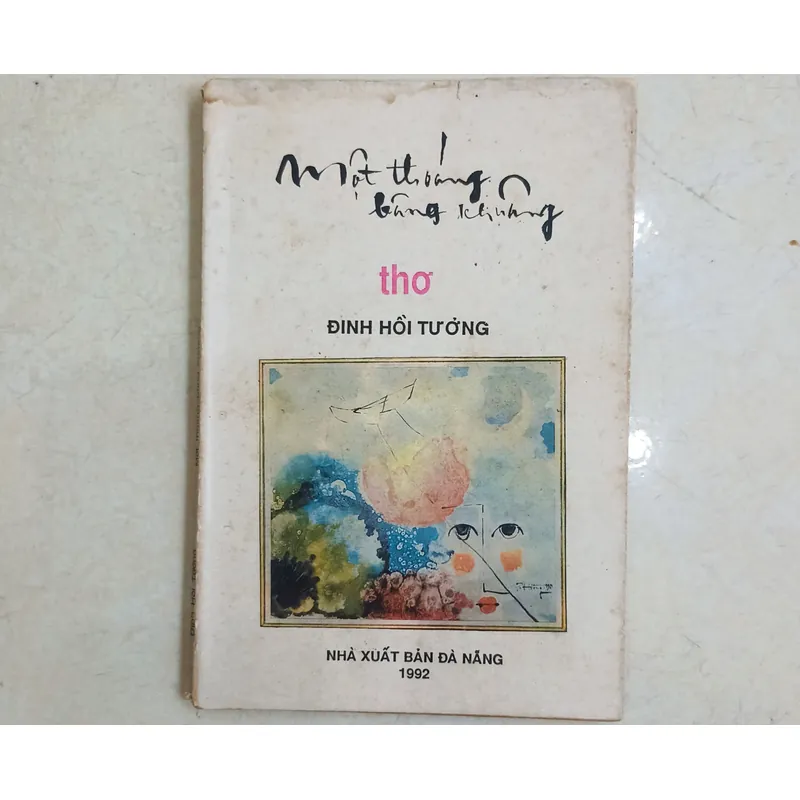 Một thoáng
bâng khuâng
thơ
ĐINH HỒI TƯỞNG
NHÀ XUẤT BẢN ĐÀ NẴNG
1992